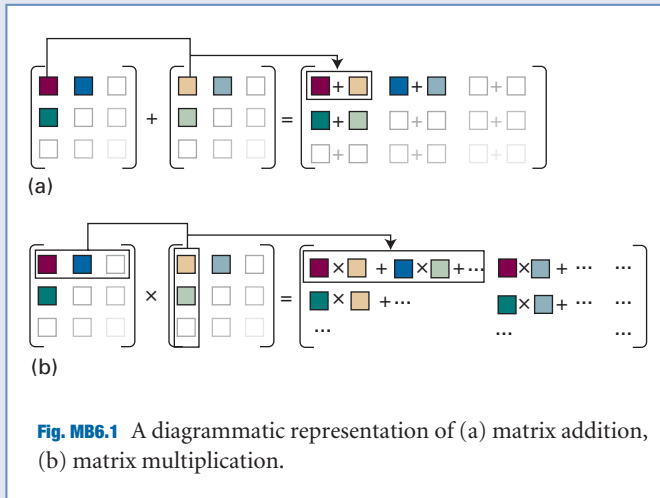 + = + + +
+ + +
+ + +
(a)
× = × + × +... × + ... ...
× +... × + ... ...
... ... ...
(b)
Fig. MB6.1 A diagrammatic representation of (a) matrix addition,
(b) matrix multiplication.